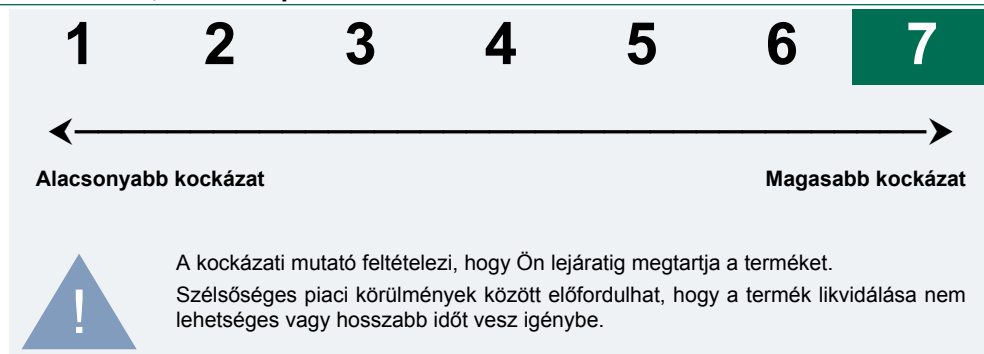 1 2 3 4 5 6 7
Alacsonyabb kockázat Magasabb kockázat
A kockázati mutató feltételezi, hogy Ön lejáratig megtartja a terméket.
Szélsőséges piaci körülmények között előfordulhat, hogy a termék likvidálása nem
lehetséges vagy hosszabb időt vesz igénybe.
!